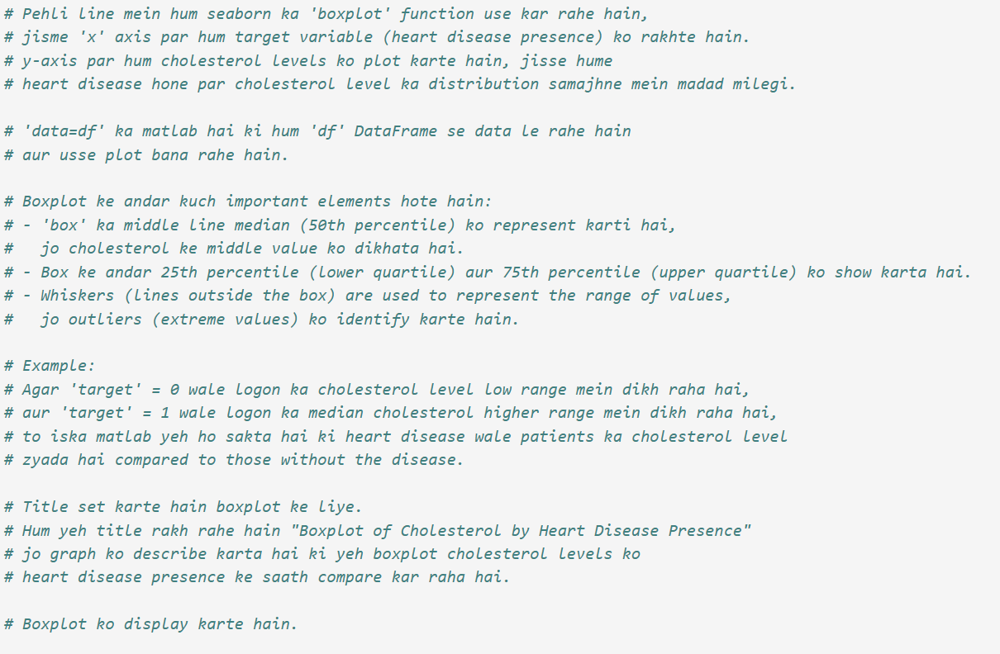 # Pehli line mein hum seaborn ka 'boxplot' function use kar rahe hain,
# jisme 'x' axis par hum target variable (heart disease presence) ko rakhte hain.
# y-axis par hum cholesterol levels ko plot karte hain, jisse hume
# heart disease hone par cholesterol level ka distribution samajhne mein madad milegi.

# 'data=df' ka matlab hai ki hum 'df' DataFrame se data le rahe hain
# aur usse plot bana rahe hain.

# Boxplot ke andar kuch important elements hote hain:
# - 'box' ka middle line median (50th percentile) ko represent karti hai,
#   jo cholesterol ke middle value ko dikhata hai.
# - Box ke andar 25th percentile (lower quartile) aur 75th percentile (upper quartile) ko show karta hai.
# - Whiskers (lines outside the box) are used to represent the range of values,
#   jo outliers (extreme values) ko identify karte hain.

# Example:
# Agar 'target' = 0 wale logon ka cholesterol level low range mein dikh raha hai,
# aur 'target' = 1 wale logon ka median cholesterol higher range mein dikh raha hai,
# to iska matlab yeh ho sakta hai ki heart disease wale patients ka cholesterol level
# zyada hai compared to those without the disease.

# Title set karte hain boxplot ke liye.
# Hum yeh title rakh rahe hain "Boxplot of Cholesterol by Heart Disease Presence"
# jo graph ko describe karta hai ki yeh boxplot cholesterol levels ko
# heart disease presence ke saath compare kar raha hai.

# Boxplot ko display karte hain.